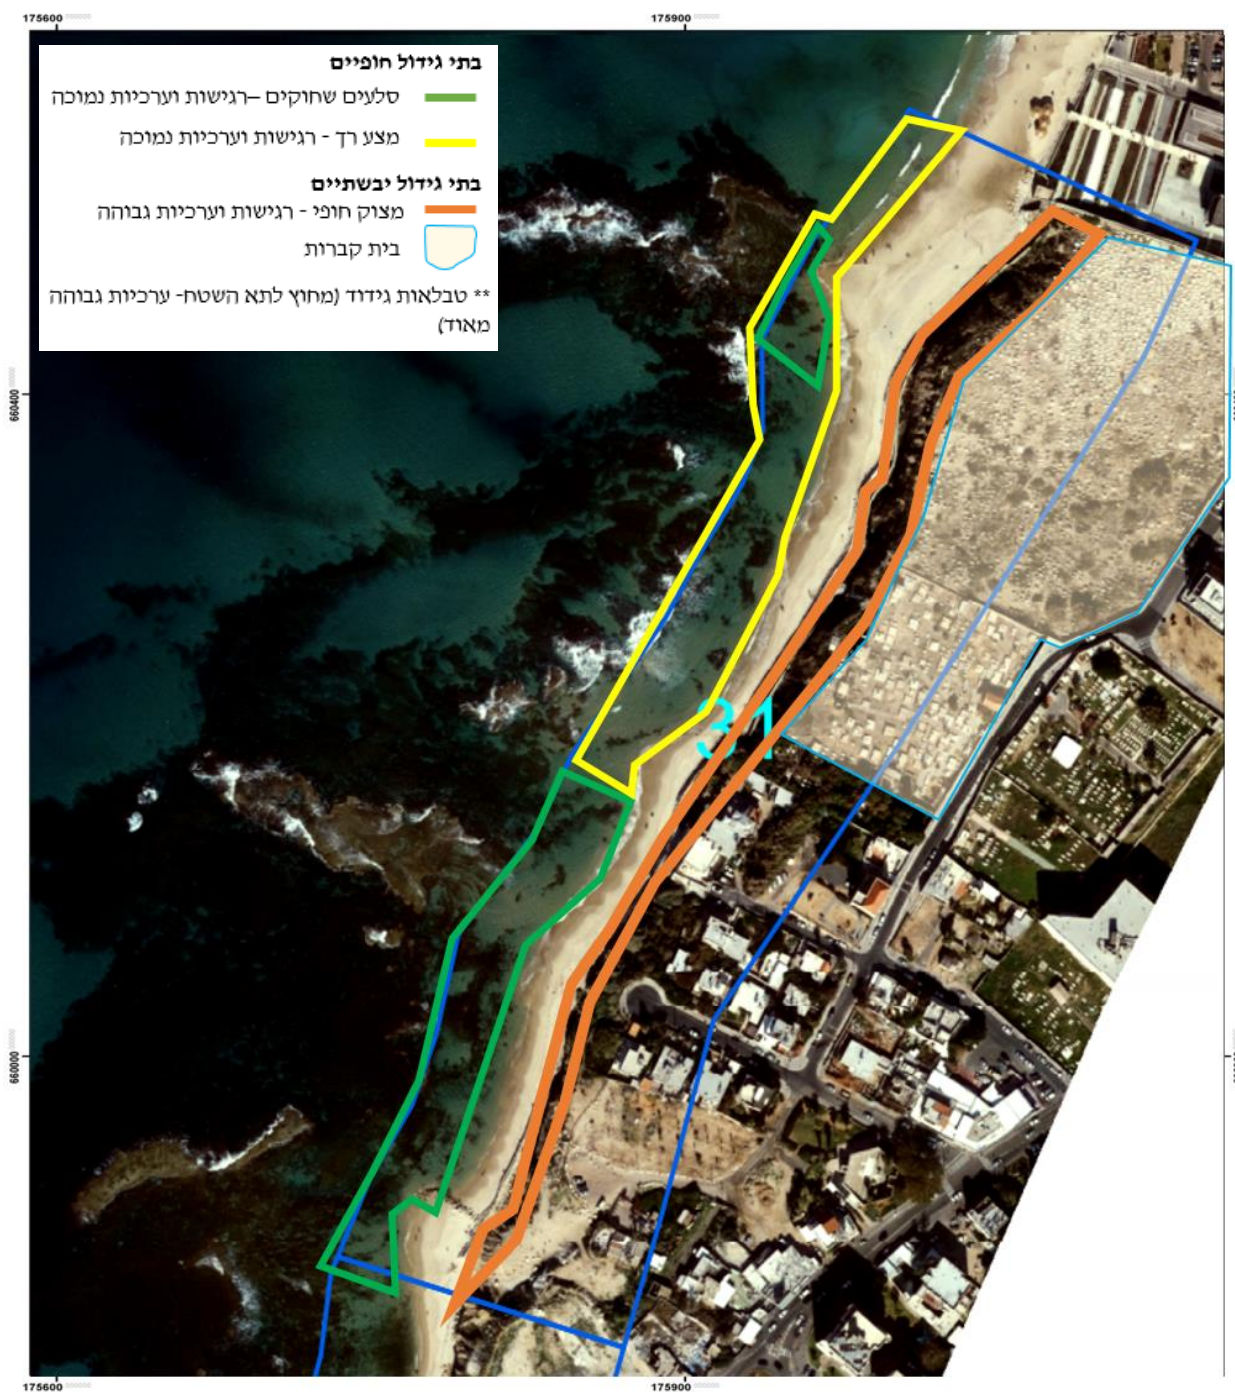 175600
175900
בתי גידול חופיים
סלעים שחוקים – רגישות וערכיות נמוכה
מצע רך - רגישות וערכיות נמוכה
בתי גידול יבשתיים
מצוק חופי - רגישות וערכיות גבוהה
בית קברות
** טבלאות גידוד (מחוץ לתא השטח- ערכיות גבוהה
מאוד)
660400
31
660000
175600
175900